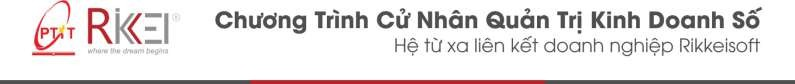 PTIT
RIKKEI®
where the dream begins
Chương Trình Cử Nhân Quản Trị Kinh Doanh Số
Hệ từ xa liên kết doanh nghiệp Rikkeisoft